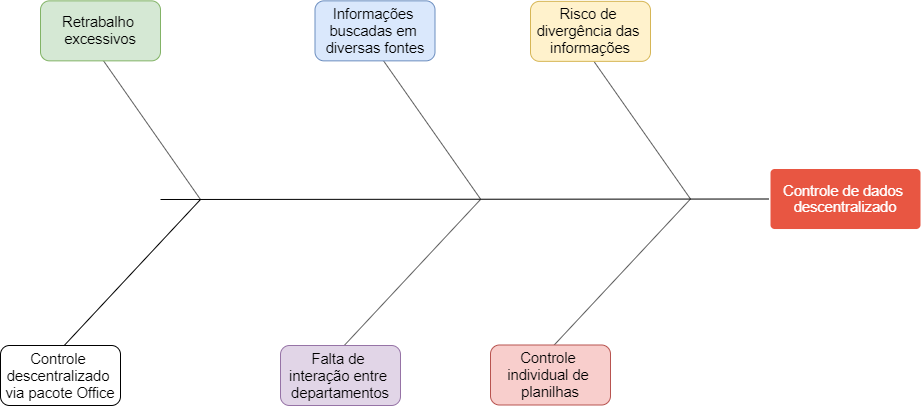 Retrabalho
excessivos
Informações
buscadas em
diversas fontes
Risco de
divergência das
informações
Controle de dados
descentralizado
Controle
descentralizado
via pacote Office
Falta de
interação entre
departamentos
Controle
individual de
planilhas